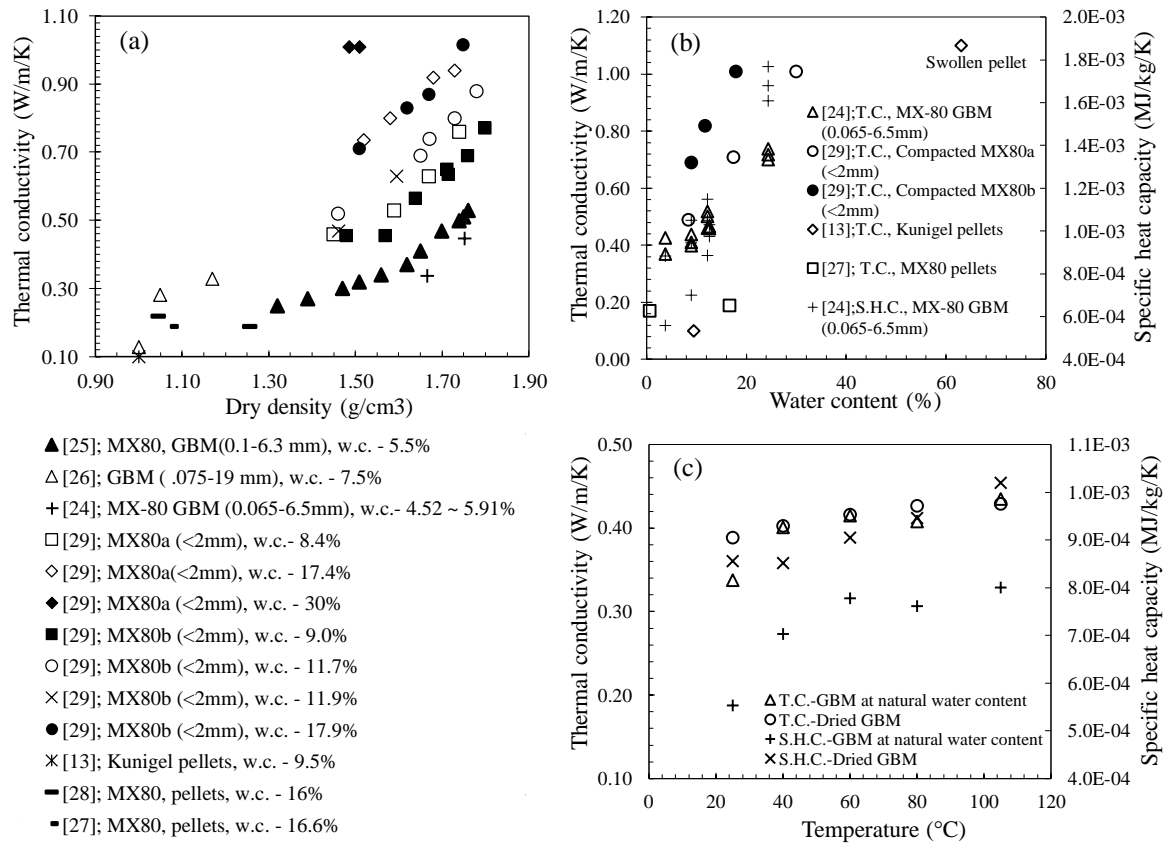 (a)
Thermal conductivity (W/m/K)
1.10
0.90
0.70
0.50
0.30
0.10
0.90 1.10 1.30 1.50 1.70 1.90
Dry density (g/cm3)
(b)
Thermal conductivity (W/m/K)
1.20
1.00
0.80
0.60
0.40
0.20
0.00
0 20 40 60 80
Water content (%)
2.0E-03
1.8E-03
1.6E-03
1.4E-03
1.2E-03
1.0E-03
8.0E-04
6.0E-04
4.0E-04
Specific heat capacity (MJ/kg/K)
Swollen pellet
[24];T.C., MX-80 GBM
(0.065-6.5mm)
[29];T.C., Compacted MX80a
(<2mm)
[29];T.C., Compacted MX80b
(<2mm)
[13];T.C., Kunigel pellets
[27]; T.C., MX80 pellets
[24];S.H.C., MX-80 GBM
(0.065-6.5mm)
[25]; MX80, GBM(0.1-6.3 mm), w.c. - 5.5%
[26]; GBM ( .075-19 mm), w.c. - 7.5%
[24]; MX-80 GBM (0.065-6.5mm), w.c.- 4.52 ~ 5.91%
[29]; MX80a (<2mm), w.c.- 8.4%
[29]; MX80a(<2mm), w.c.- 17.4%
[29]; MX80a (<2mm), w.c. - 30%
[29]; MX80b (<2mm), w.c. - 9.0%
[29]; MX80b (<2mm), w.c. - 11.7%
[29]; MX80b (<2mm), w.c. - 11.9%
[29]; MX80b (<2mm), w.c. - 17.9%
[13]; Kunigel pellets, w.c. - 9.5%
[28]; MX80, pellets, w.c. - 16%
[27]; MX80, pellets, w.c. - 16.6%
(c)
Thermal conductivity (W/m/K)
0.50
0.40
0.30
0.20
0.10
0 20 40 60 80 100 120
Temperature (°C)
1.1E-03
1.0E-03
9.0E-04
8.0E-04
7.0E-04
6.0E-04
5.0E-04
4.0E-04
Specific heat capacity (MJ/kg/K)
T.C.-GBM at natural water content
T.C.-Dried GBM
S.H.C.-GBM at natural water content
S.H.C.-Dried GBM